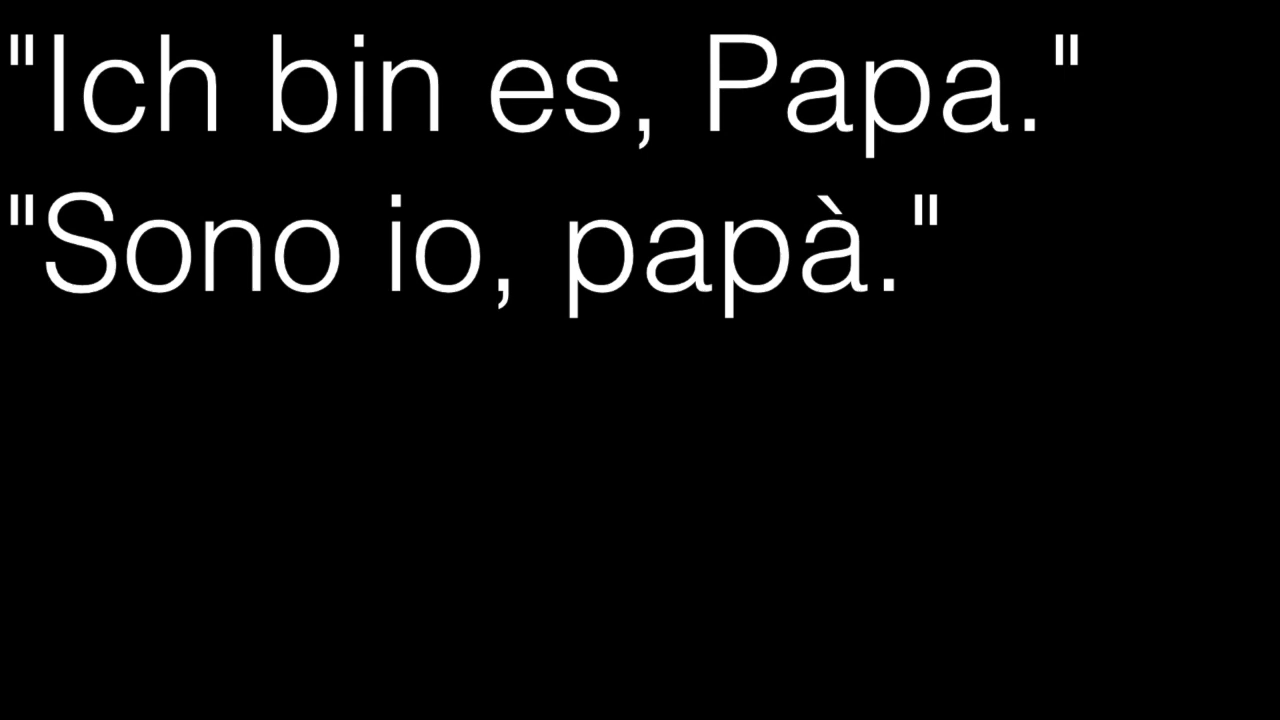 "Ich bin es, Papa."
"Sono io, papà."